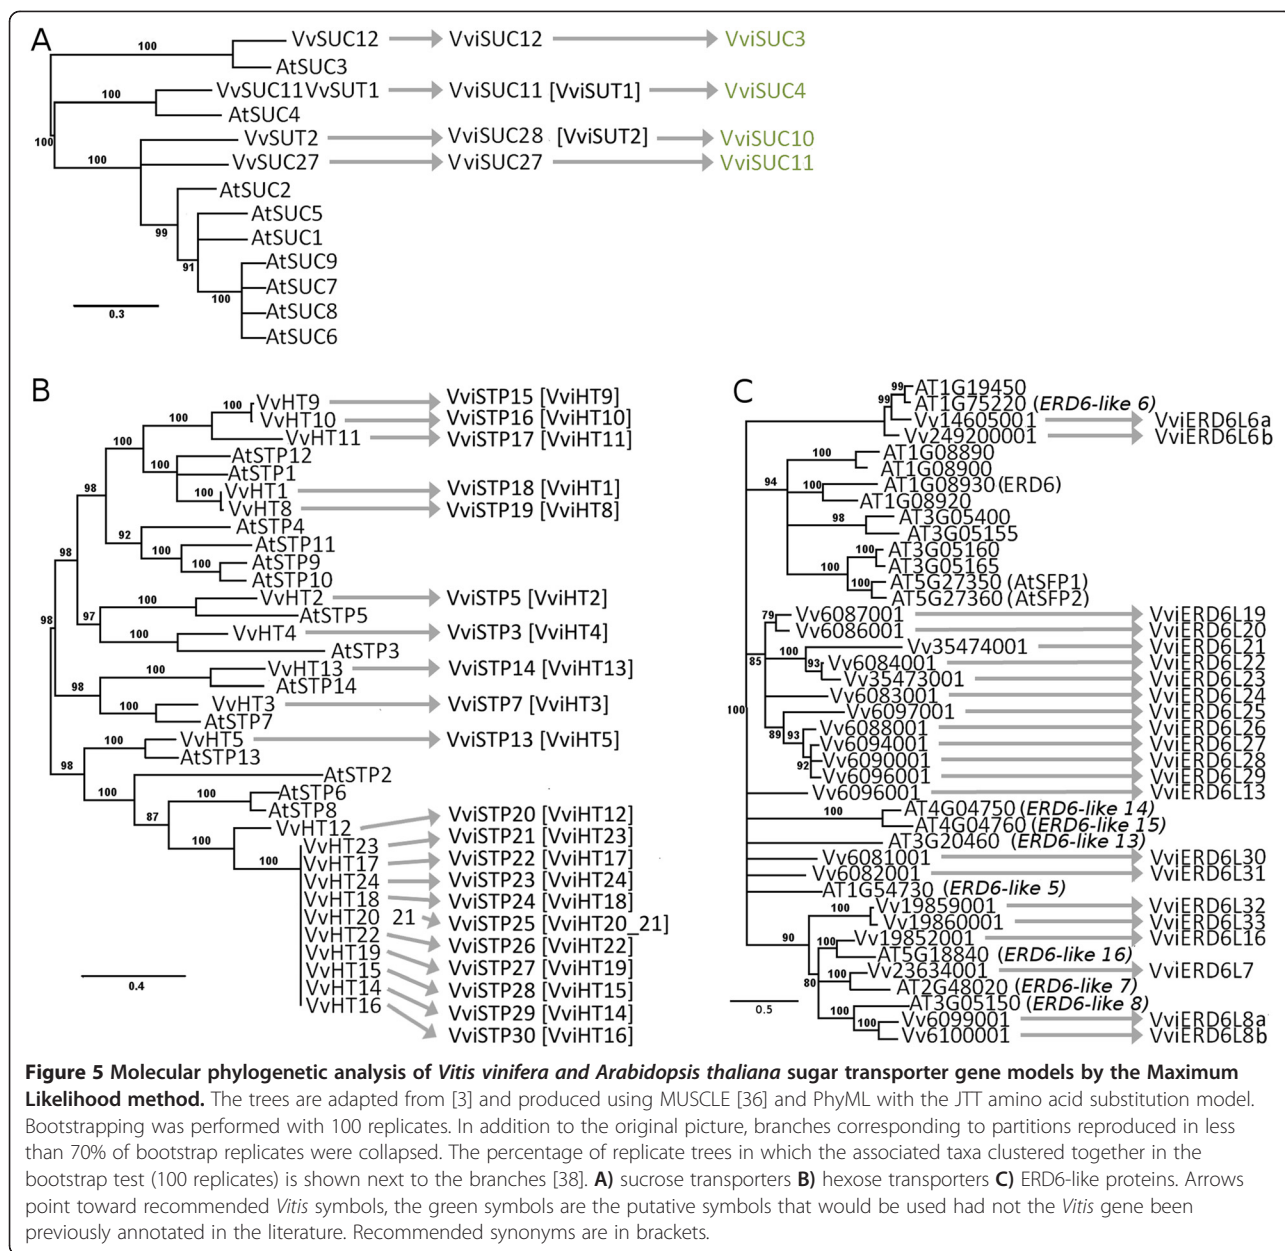 A
100
VvSUC12 VviSUC12 VviSUC3
AtSUC3
100
VvSUC11VvSUT1 VviSUC11 [VviSUT1] VviSUC4
AtSUC4
100
VvSUT2 VviSUC28 [VviSUT2] VviSUC10
100
VvSUC27 VviSUC27 VviSUC11
AtSUC2
AtSUC5
99
AtSUC1
91
AtSUC9
AtSUC7
100
AtSUC8
AtSUC6
0.3
B
100
VvHT9 VviSTP15 [VviHT9]
VvHT10 VviSTP16 [VviHT10]
100
VvHT11 VviSTP17 [VviHT11]
AtSTP12
100
AtSTP1
98
100
VvHT1 VviSTP18 [VviHT1]
VvHT8 VviSTP19 [VviHT8]
AtSTP4
92
AtSTP11
100
98
AtSTP9
100
AtSTP10
VvHT2 VviSTP5 [VviHT2]
100
97
AtSTP5
98
VvHT4 VviSTP3 [VviHT4]
100
AtSTP3
VvHT13 VviSTP14 [VviHT13]
100
AtSTP14
98
VvHT3 VviSTP7 [VviHT3]
100
AtSTP7
VvHT5 VviSTP13 [VviHT5]
100
AtSTP13
98
AtSTP2
100
AtSTP6
AtSTP8
87
VvHT12 VviSTP20 [VviHT12]
100
VvHT23 VviSTP21 [VviHT23]
VvHT17 VviSTP22 [VviHT17]
100
VvHT24 VviSTP23 [VviHT24]
VvHT18 VviSTP24 [VviHT18]
VvHT20 21 VviSTP25 [VviHT20_21]
VvHT22 VviSTP26 [VviHT22]
VvHT19 VviSTP27 [VviHT19]
VvHT15 VviSTP28 [VviHT15]
VvHT14 VviSTP29 [VviHT14]
VvHT16 VviSTP30 [VviHT16]
0.4
C
99
AT1G19450
99
AT1G75220 (ERD6-like 6)
Vv14605001 VviERD6L6a
Vv249200001 VviERD6L6b
100
AT1G08890
AT1G08900
94
100
AT1G08930 (ERD6)
AT1G08920
98
AT3G05400
AT3G05155
100
AT3G05160
100
AT3G05165
100
AT5G27350 (AtSFP1)
AT5G27360 (AtSFP2)
79
Vv6087001 VviERD6L19
Vv6086001 VviERD6L20
100
Vv35474001 VviERD6L21
85
93
Vv6084001 VviERD6L22
Vv35473001 VviERD6L23
Vv6083001 VviERD6L24
100
Vv6097001 VviERD6L25
89
93
Vv6088001 VviERD6L26
Vv6094001 VviERD6L27
92
Vv6090001 VviERD6L28
Vv6096001 VviERD6L29
Vv6096001 VviERD6L13
100
AT4G04750 (ERD6-like 14)
AT4G04760 (ERD6-like 15)
AT3G20460 (ERD6-like 13)
Vv6081001 VviERD6L30
Vv6082001 VviERD6L31
AT1G54730 (ERD6-like 5)
100
Vv19859001 VviERD6L32
Vv19860001 VviERD6L33
90
100
Vv19852001 VviERD6L16
AT5G18840 (ERD6-like 16)
100
Vv23634001 VviERD6L7
80
AT2G48020 (ERD6-like 7)
100
AT3G05150 (ERD6-like 8)
100
Vv6099001 VviERD6L8a
Vv6100001 VviERD6L8b
0.5
Figure 5 Molecular phylogenetic analysis of Vitis vinifera and Arabidopsis thaliana sugar transporter gene models by the Maximum
Likelihood method. The trees are adapted from [3] and produced using MUSCLE [36] and PhyML with the JTT amino acid substitution model.
Bootstrapping was performed with 100 replicates. In addition to the original picture, branches corresponding to partitions reproduced in less
than 70% of bootstrap replicates were collapsed. The percentage of replicate trees in which the associated taxa clustered together in the
bootstrap test (100 replicates) is shown next to the branches [38]. A) sucrose transporters B) hexose transporters C) ERD6-like proteins. Arrows
point toward recommended Vitis symbols, the green symbols are the putative symbols that would be used had not the Vitis gene been
previously annotated in the literature. Recommended synonyms are in brackets.